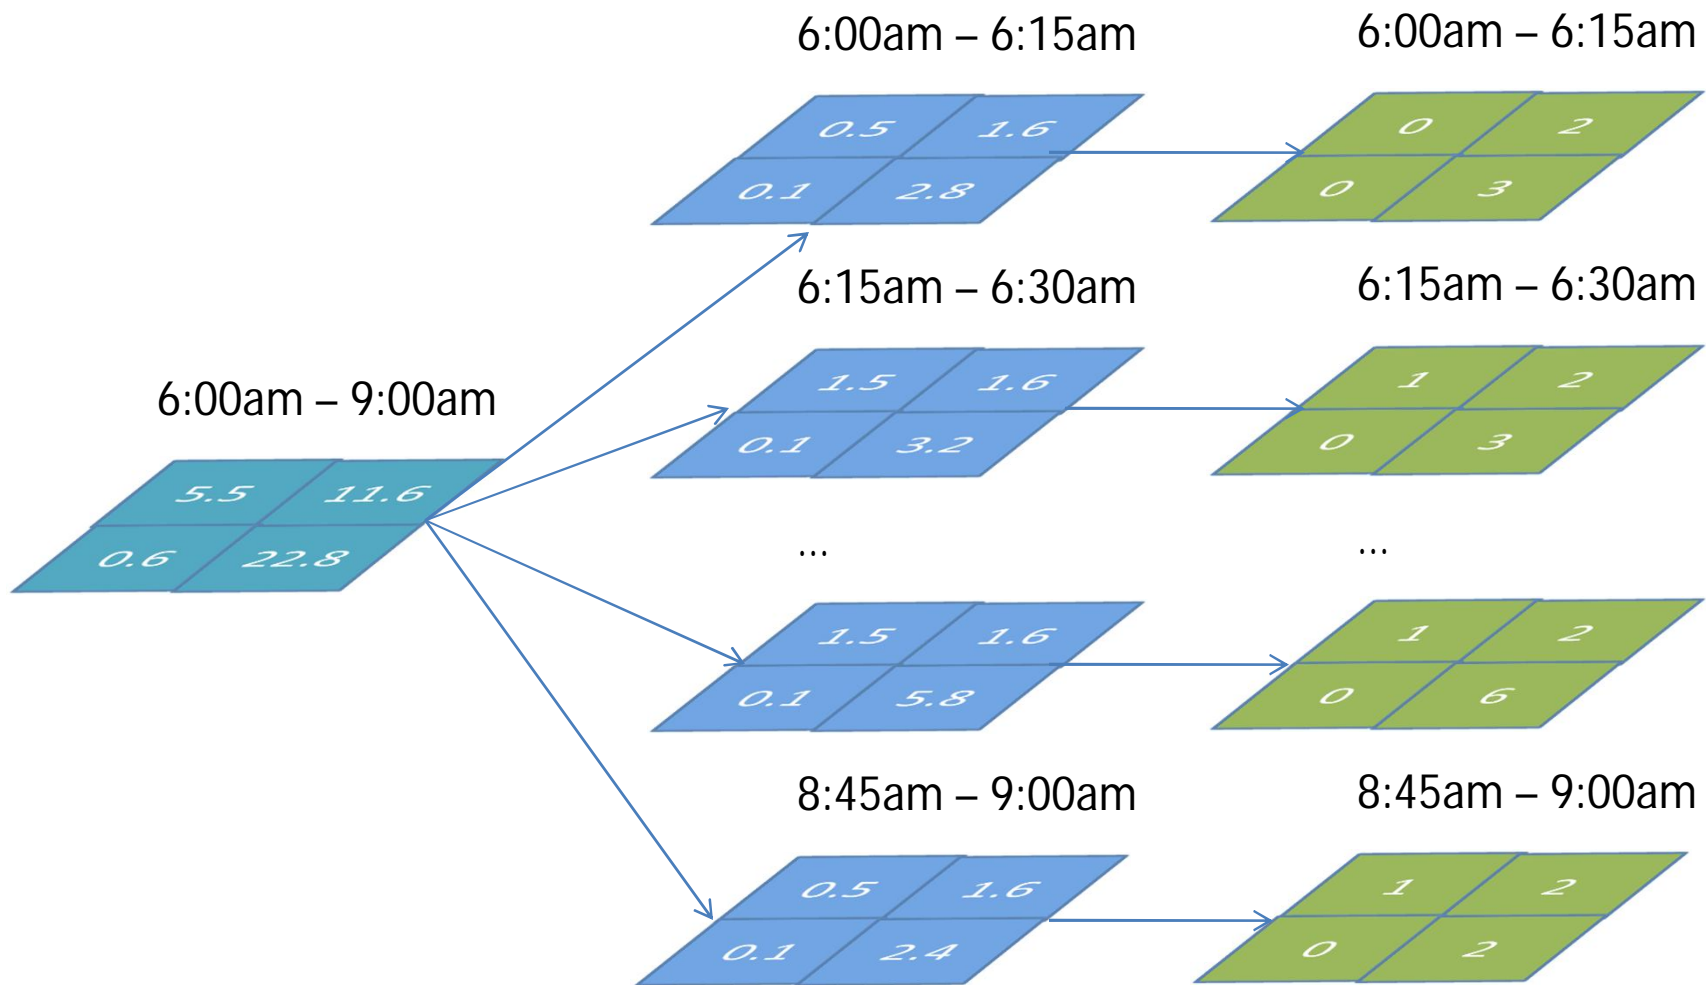 6:00am – 6:15am 6:00am – 6:15am
0.5 1.6 0 2
0.1 2.8 0 3
6:15am – 6:30am 6:15am – 6:30am
1.5 1.6 1 2
0.1 3.2 0 3
6:00am – 9:00am
5.5 11.6
0.6 22.8
... ...
1.5 1.6 1 2
0.1 5.8 0 6
8:45am – 9:00am 8:45am – 9:00am
0.5 1.6 1 2
0.1 2.4 0 2